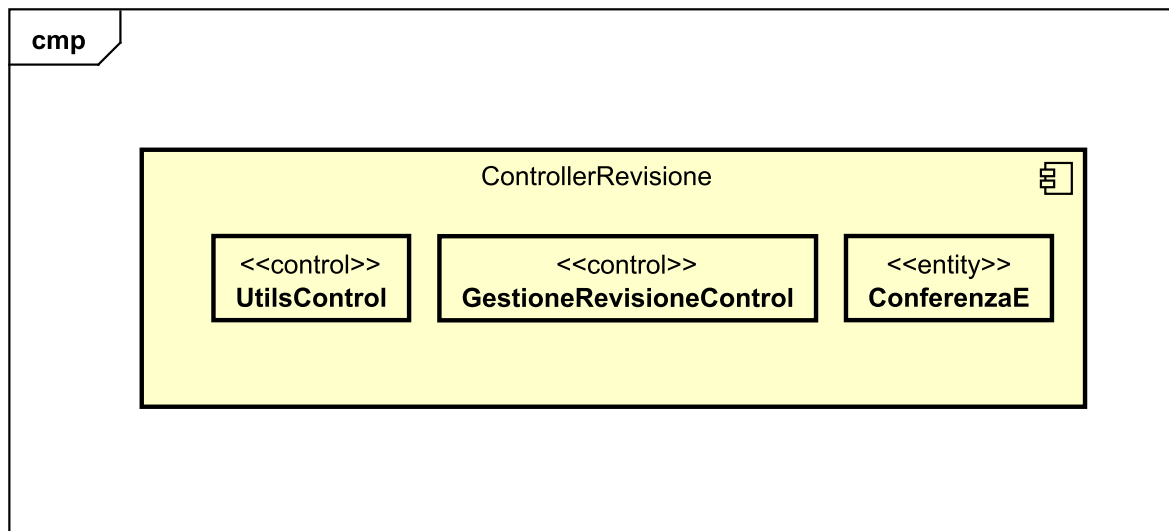 cmp
ControllerRevisione
<<control>>
UtilsControl
<<control>>
GestioneRevisioneControl
<<entity>>
ConferenzaE